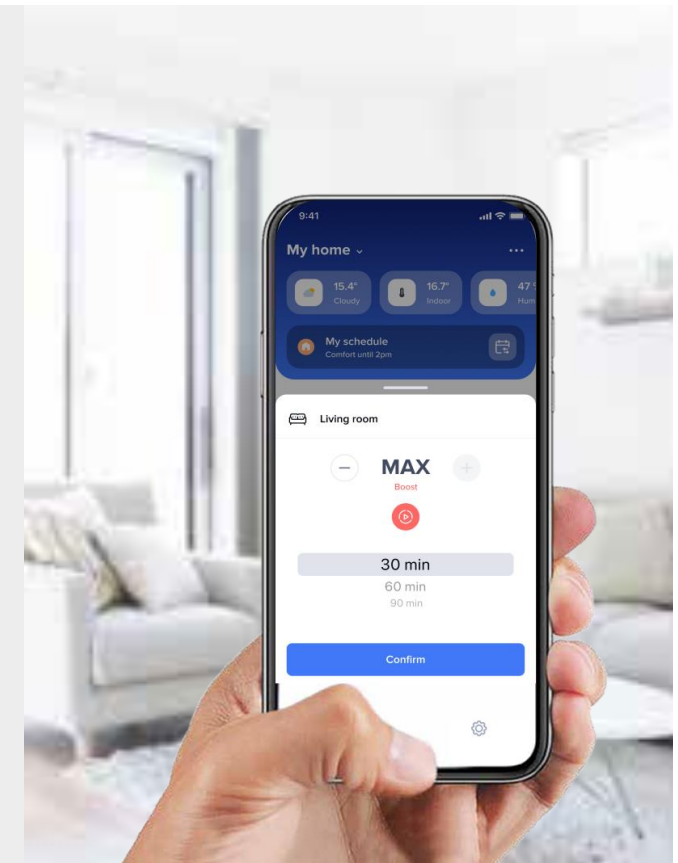 9:41
My home
15.4°
Cloudy
16.7°
Indoor
47
Hum
My schedule
Comfort until 2pm
Living room
MAX
Boost
30 min
60 min
90 min
Confirm